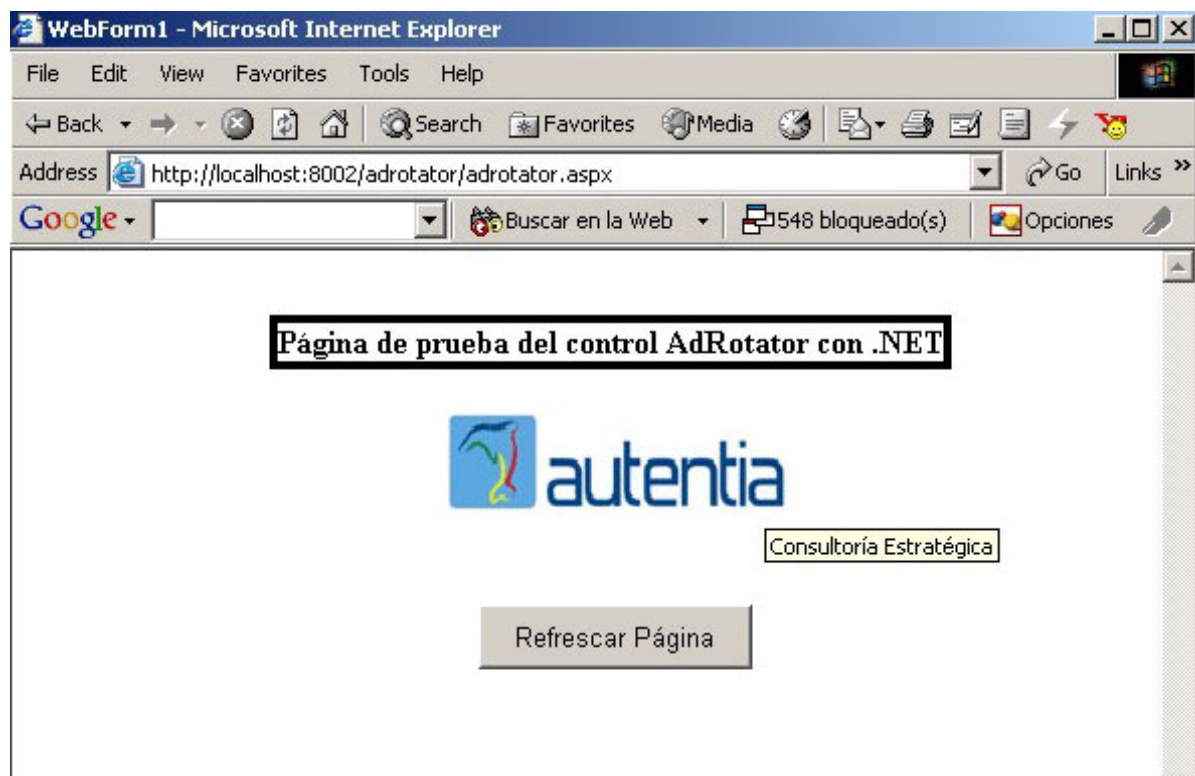 WebForm1 - Microsoft Internet Explorer
File Edit View Favorites Tools Help
Back Search Favorites Media
Address http://localhost:8002/adrotator/adrotator.aspx Go Links »
Google Buscar en la Web 548 bloqueado(s) Opciones
Página de prueba del control AdRotator con .NET
autentia
Consultoría Estratégica
Refrescar Página